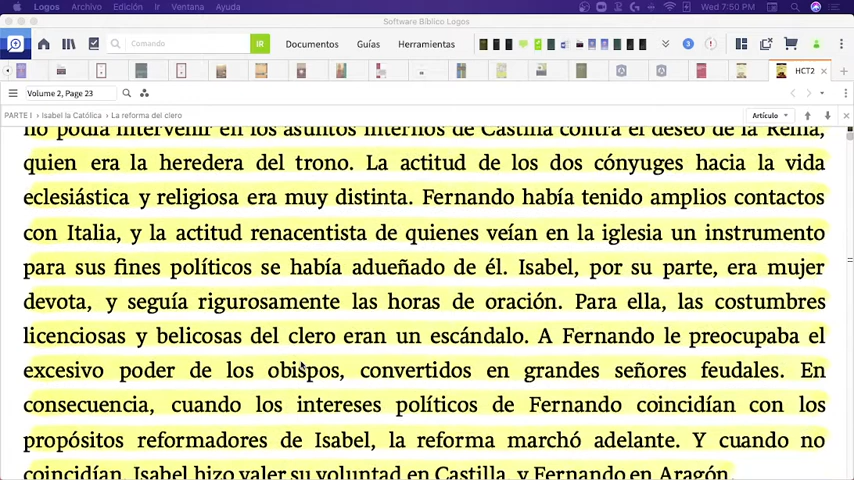 Logos Archivo Edición Ir Ventana Ayuda Wed 7:50 PM
Software Bíblico Logos
Comando IR Documentos Guías Herramientas 3
HCT2
Volume 2, Page 23
PARTE I › Isabel la Católica › La reforma del clero Artículo
no podía intervenir en los asuntos internos de Castilla contra el deseo de la Reina,
quien era la heredera del trono. La actitud de los dos cónyuges hacia la vida
eclesiástica y religiosa era muy distinta. Fernando había tenido amplios contactos
con Italia, y la actitud renacentista de quienes veían en la iglesia un instrumento
para sus fines políticos se había adueñado de él. Isabel, por su parte, era mujer
devota, y seguía rigurosamente las horas de oración. Para ella, las costumbres
licenciosas y belicosas del clero eran un escándalo. A Fernando le preocupaba el
excesivo poder de los obispos, convertidos en grandes señores feudales. En
consecuencia, cuando los intereses políticos de Fernando coincidían con los
propósitos reformadores de Isabel, la reforma marchó adelante. Y cuando no
coincidían, Isabel hizo valer su voluntad en Castilla, y Fernando en Aragón.